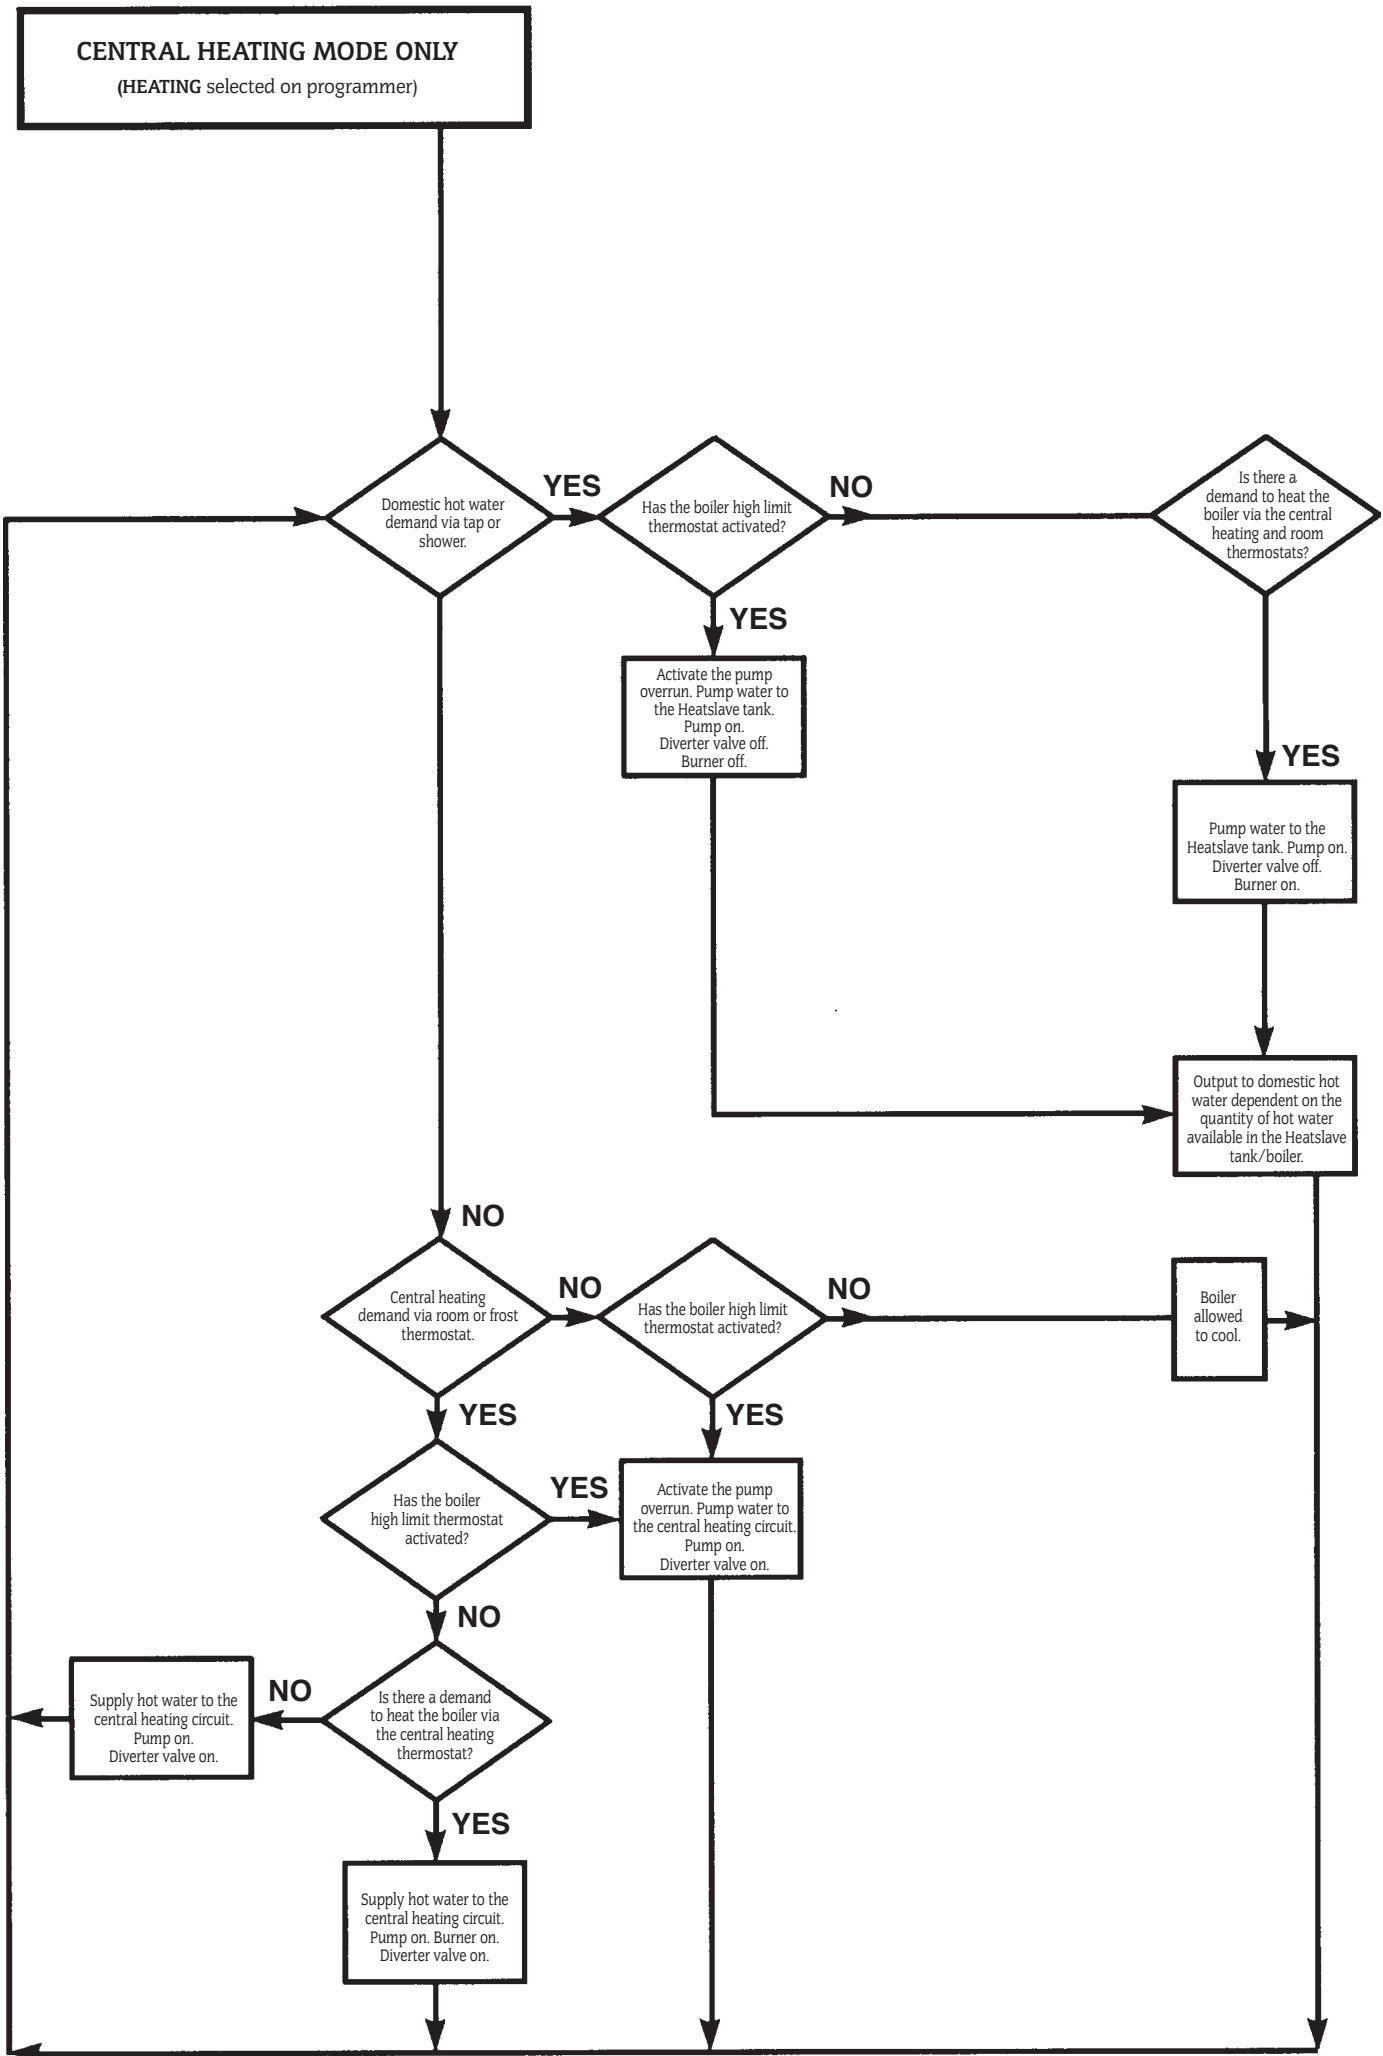 CENTRAL HEATING MODE ONLY
(HEATING selected on programmer)
Domestic hot water
demand via tap or
shower.
YES
Has the boiler high limit
thermostat activated?
NO
Is there a
demand to heat the
boiler via the central
heating and room
thermostats?
YES
Activate the pump
overrun. Pump water to
the Heatslave tank.
Pump on.
Diverter valve off.
Burner off.
YES
Pump water to the
Heatslave tank. Pump on.
Diverter valve off.
Burner on.
Output to domestic hot
water dependent on the
quantity of hot water
available in the Heatslave
tank/boiler.
NO
Central heating
demand via room or frost
thermostat.
NO
Has the boiler high limit
thermostat activated?
NO
Boiler
allowed
to cool.
YES
YES
Has the boiler
high limit thermostat
activated?
YES
Activate the pump
overrun. Pump water to
the central heating circuit.
Pump on.
Diverter valve on.
NO
Is there a demand
to heat the boiler via
the central heating
thermostat?
NO
Supply hot water to the
central heating circuit.
Pump on.
Diverter valve on.
YES
Supply hot water to the
central heating circuit.
Pump on. Burner on.
Diverter valve on.